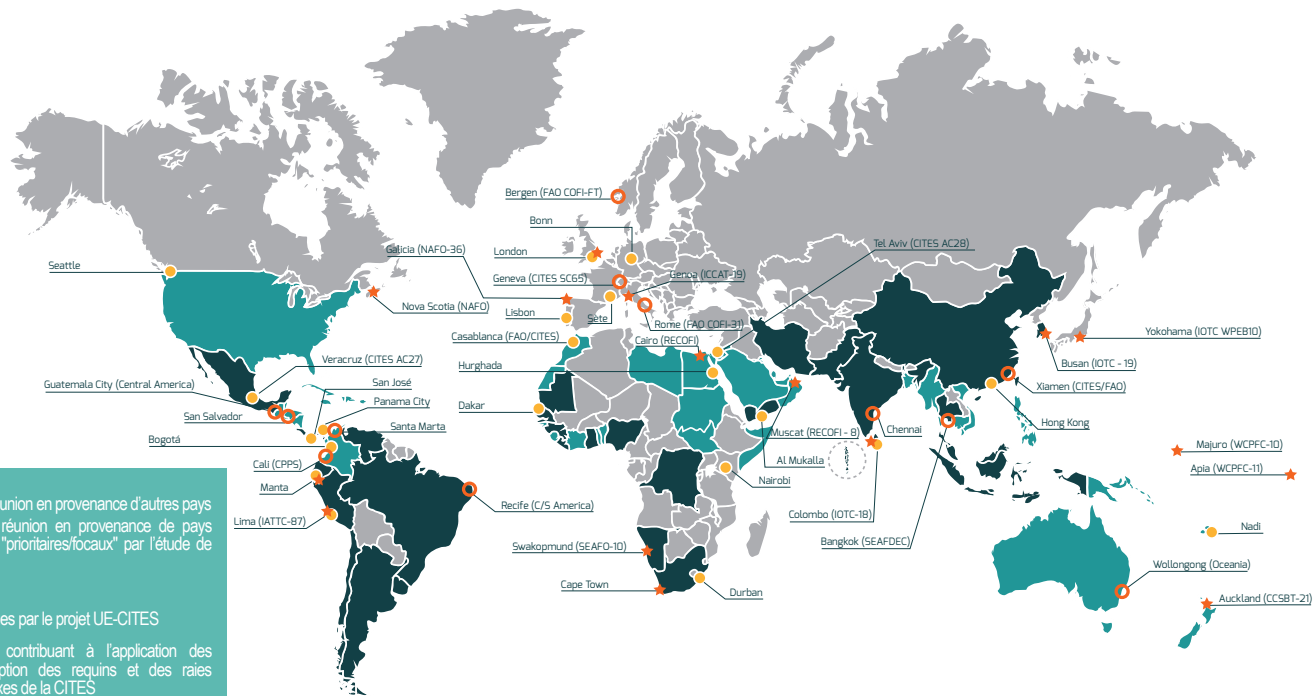 Bergen (FAO COFI-FT)
Bonn
London
Galicia (NAFO-36)
Tel Aviv (CITES AC28)
Seattle
Geneva (CITES SC65)
Genoa (ICCAT-19)
Nova Scotia (NAFO)
Lisbon
Sète
Rome (FAO COFI-31)
Casablanca (FAO/CITES)
Cairo (RECOFI)
Yokohama (IOTC WPEB10)
Busan (IOTC - 19)
Veracruz (CITES AC27)
Hurghada
Xiamen (CITES/FAO)
Guatemala City (Central America)
San José
Panama City
Dakar
San Salvador
Santa Marta
Hong Kong
Bogotá
Muscat (RECOFI - 8)
Chennai
Majuro (WCPFC-10)
Cali (CPPS)
Al Mukalla
Apia (WCPFC-11)
Manta
Nairobi
Recife (C/S America)
Colombo (IOTC-18)
Lima (IATTC-87)
Nadi
Swakopmund (SEAFO-10)
Bangkok (SEAFDEC)
Wollongong (Oceania)
Cape Town
Durban
Auckland (CCSBT-21)
union en provenance d'autres pays
réunion en provenance de pays
"prioritaires/focaux" par l'étude de
es par le projet UE-CITES
contribuant à l'application des
ption des requins et des raies
xes de la CITES